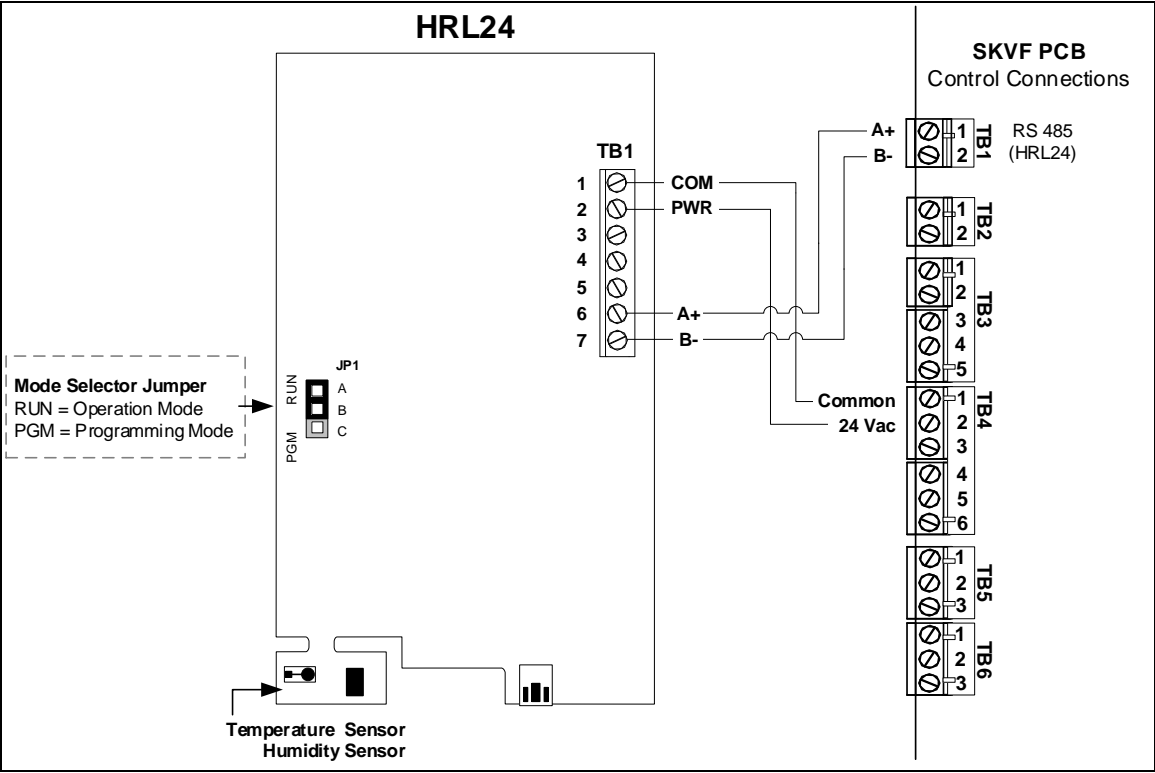 HRL24
SKVF PCB
Control Connections
TB1
1
2
3
4
5
6
7
COM
PWR
A+
B-
A+
B-
Common
24 Vac
1
2
TB1
RS 485
(HRL24)
1
2
TB2
1
2
3
4
5
TB3
1
2
3
4
5
6
TB4
1
2
3
TB5
1
2
3
TB6
Mode Selector Jumper
RUN = Operation Mode
PGM = Programming Mode
JP1
RUN
PGM
A
B
C
Temperature Sensor
Humidity Sensor